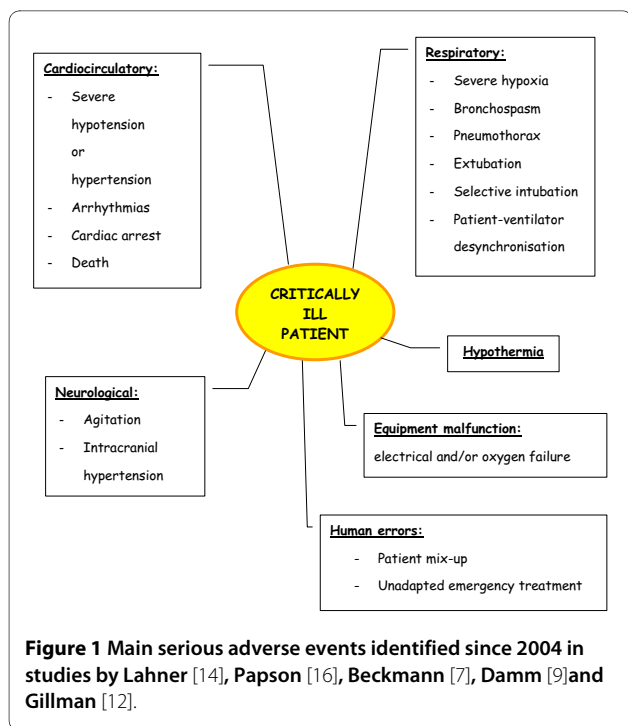 Cardiocirculatory:
- Severe
hypotension
or
hypertension
- Arrhythmias
- Cardiac arrest
- Death
Respiratory:
- Severe hypoxia
- Bronchospasm
- Pneumothorax
- Extubation
- Selective intubation
- Patient-ventilator
desynchronisation
CRITICALLY
ILL
PATIENT
Hypothermia
Neurological:
- Agitation
- Intracranial
hypertension
Equipment malfunction:
electrical and/or oxygen failure
Human errors:
- Patient mix-up
- Unadapted emergency treatment
Figure 1 Main serious adverse events identified since 2004 in
studies by Lahner [14], Papson [16], Beckmann [7], Damm [9]and
Gillman [12].